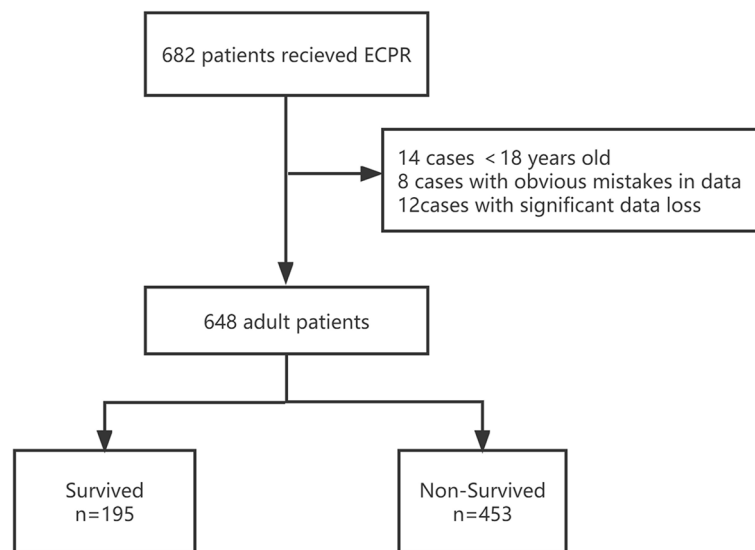 682 patients recieved ECPR
14 cases ＜18 years old
8 cases with obvious mistakes in data
12cases with significant data loss
648 adult patients
Survived
n=195
Non-Survived
n=453